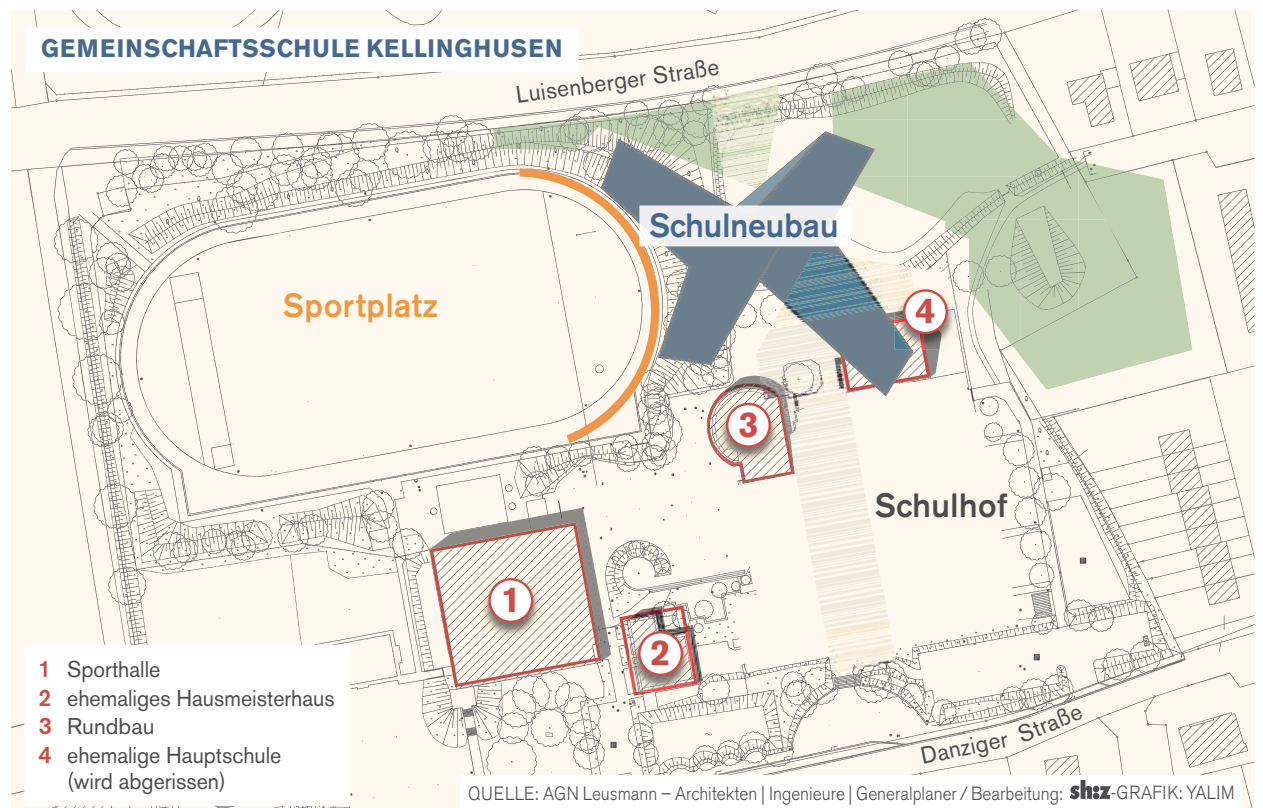 GEMEINSCHAFTSSCHULE KELLINGHUSEN
Luisenberger Straße
Schulneubau
Sportplatz
4
3
Schulhof
1
2
1 Sporthalle
2 ehemaliges Hausmeisterhaus
3 Rundbau
4 ehemalige Hauptschule
(wird abgerissen)
Danziger Straße
QUELLE: AGN Leusmann – Architekten | Ingenieure | Generalplaner / Bearbeitung: sh:z-GRAFIK: YALIM